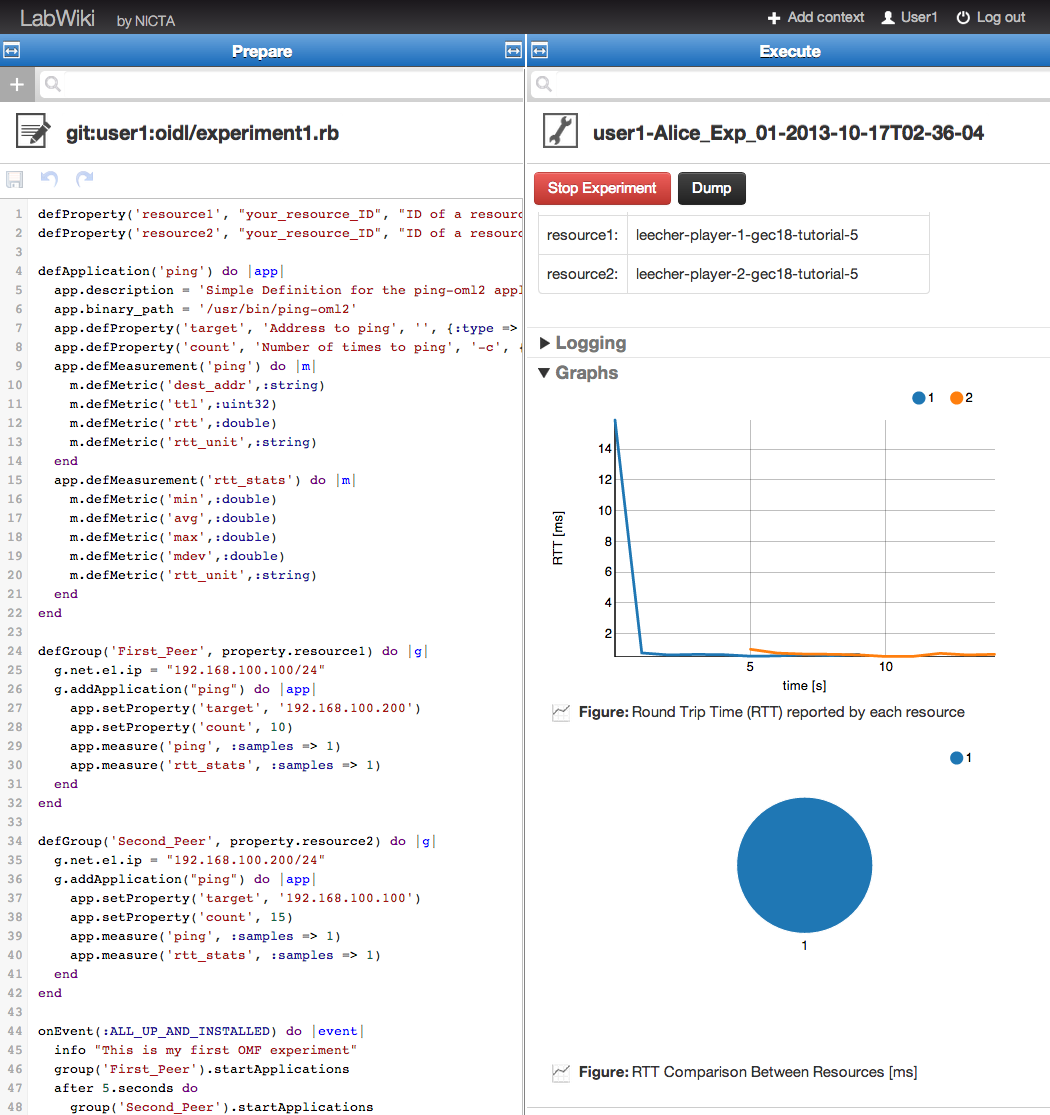 LabWiki by NICTA
Add context User1 Log out
Prepare
git:user1:oidl/experiment1.rb
1 defProperty('resource1', "your_resource_ID", "ID of a resourc
2 defProperty('resource2', "your_resource_ID", "ID of a resourc
3
4 defApplication('ping') do |app|
5 app.description = 'Simple Definition for the ping-oml2 appl
6 app.binary_path = '/usr/bin/ping-oml2'
7 app.defProperty('target', 'Address to ping', '', {:type =>
8 app.defProperty('count', 'Number of times to ping', '-c', {
9 app.defMeasurement('ping') do |m|
10 m.defMetric('dest_addr',:string)
11 m.defMetric('ttl',:uint32)
12 m.defMetric('rtt',:double)
13 m.defMetric('rtt_unit',:string)
14 end
15 app.defMeasurement('rtt_stats') do |m|
16 m.defMetric('min',:double)
17 m.defMetric('avg',:double)
18 m.defMetric('max',:double)
19 m.defMetric('mdev',:double)
20 m.defMetric('rtt_unit',:string)
21 end
22 end
23
24 defGroup('First_Peer', property.resource1) do |g|
25 g.net.e1.ip = "192.168.100.100/24"
26 g.addApplication("ping") do |app|
27 app.setProperty('target', '192.168.100.200')
28 app.setProperty('count', 10)
29 app.measure('ping', :samples => 1)
30 app.measure('rtt_stats', :samples => 1)
31 end
32 end
33
34 defGroup('Second_Peer', property.resource2) do |g|
35 g.net.e1.ip = "192.168.100.200/24"
36 g.addApplication("ping") do |app|
37 app.setProperty('target', '192.168.100.100')
38 app.setProperty('count', 15)
39 app.measure('ping', :samples => 1)
40 app.measure('rtt_stats', :samples => 1)
41 end
42 end
43
44 onEvent(:ALL_UP_AND_INSTALLED) do |event|
45 info "This is my first OMF experiment"
46 group('First_Peer').startApplications
47 after 5.seconds do
48 group('Second_Peer').startApplications
Execute
user1-Alice_Exp_01-2013-10-17T02-36-04
Stop Experiment Dump
resource1: leecher-player-1-gec18-tutorial-5
resource2: leecher-player-2-gec18-tutorial-5
Logging
Graphs
1 2
14
12
10
8
6
4
2
RTT [ms]
5 10
time [s]
Figure: Round Trip Time (RTT) reported by each resource
1
1
Figure: RTT Comparison Between Resources [ms]